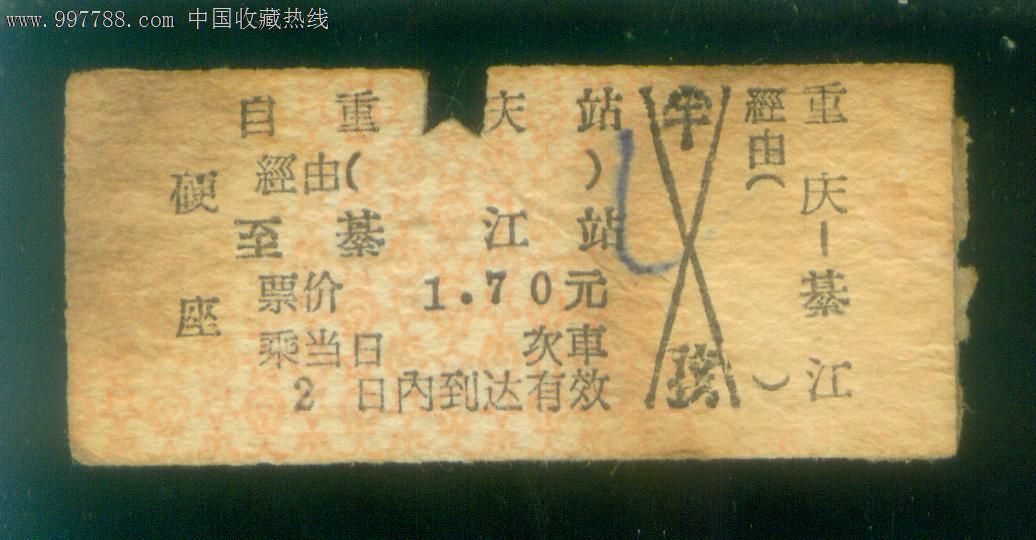 www.997788.com 中国收藏热线
自重庆站
經由( )
至綦江站
硬座
票价 1.70元
乘当日 次車
2 日内到达有效
半
經由( )
重庆—綦江